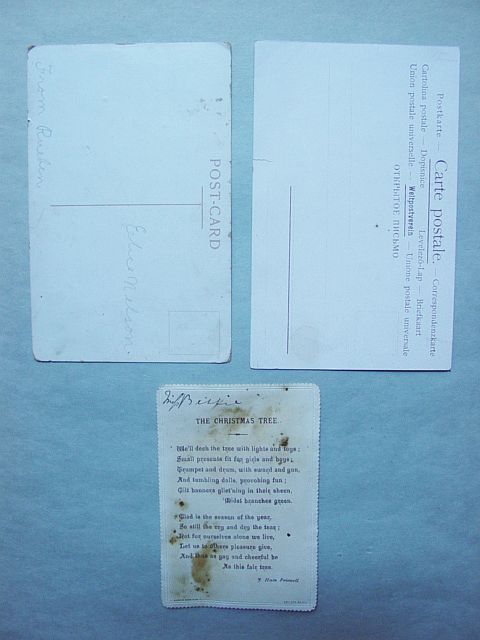 From Ruben
POST-CARD
Elsie Nelson.
Postkarte — Carte postale. — Correspondenzkarte
Cartolina postale — Dopisnice — Levelező-Lap — Briefkaart
Union postale universelle — Weltpostverein — Unione postale universale
ОТКРЫТОЕ ПИСЬМО
THE CHRISTMAS TREE.
We'll deck the tree with lights and toys;
Small presents fit for girls and boys;
Trumpet and drum, with sword and gun,
And tumbling dolls, provoking fun;
Gilt banners glist'ning in their sheen,
'Midst branches green.
Glad is the season of the year,
So still the cry and dry the tear;
Not for ourselves alone we live,
Let us to others pleasure give,
And thus as gay and cheerful be
As this fair tree.